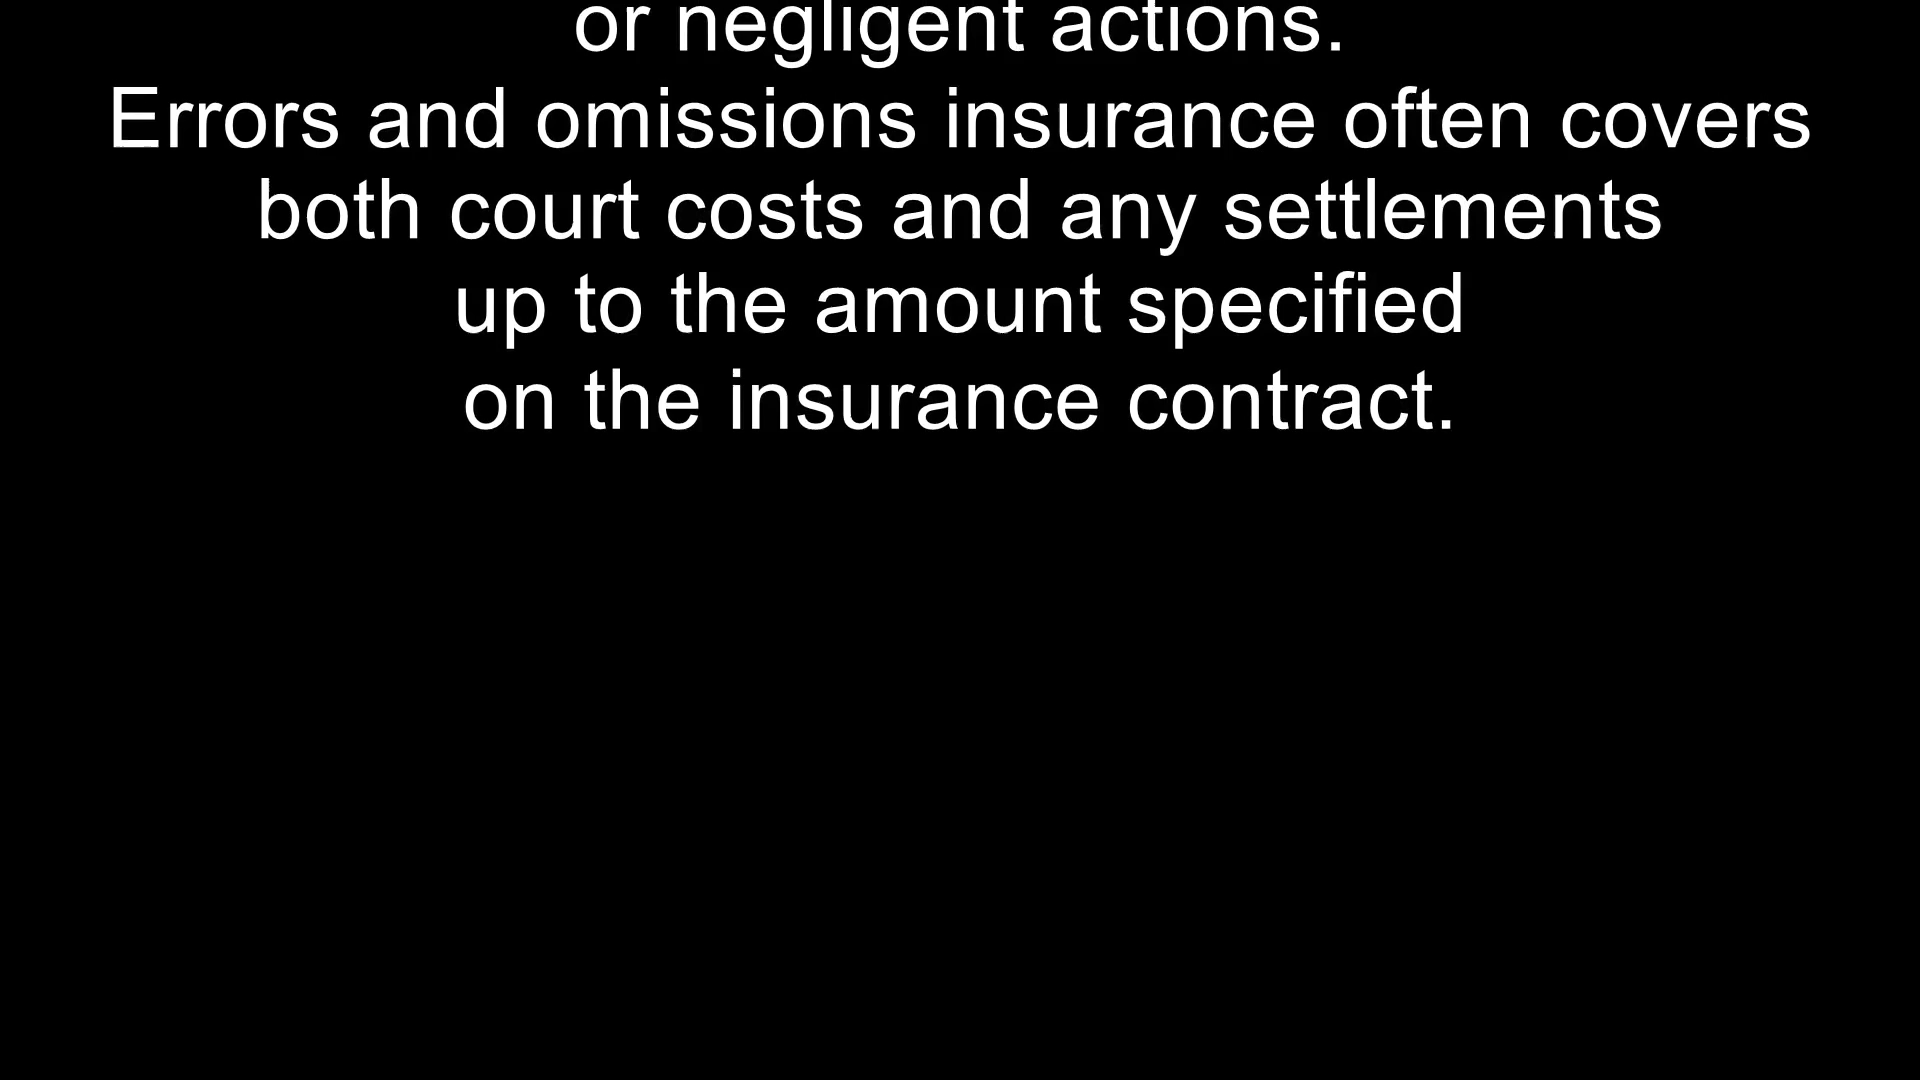 or negligent actions.
Errors and omissions insurance often covers
both court costs and any settlements
up to the amount specified
on the insurance contract.